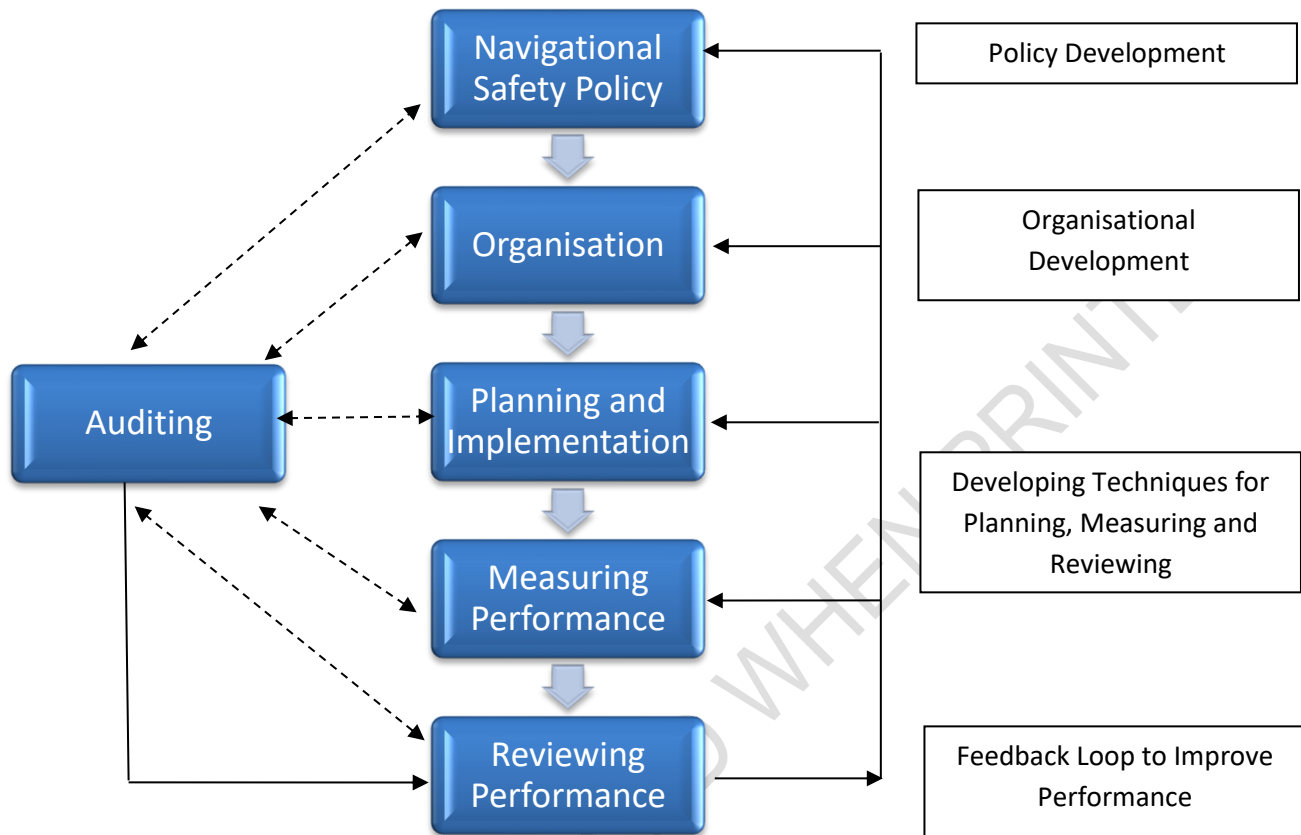 Navigational
Safety Policy
Policy Development
Organisation
Organisational
Development
Auditing
Planning and
Implementation
Developing Techniques for
Planning, Measuring and
Reviewing
Measuring
Performance
Reviewing
Performance
Feedback Loop to Improve
Performance
WHEN